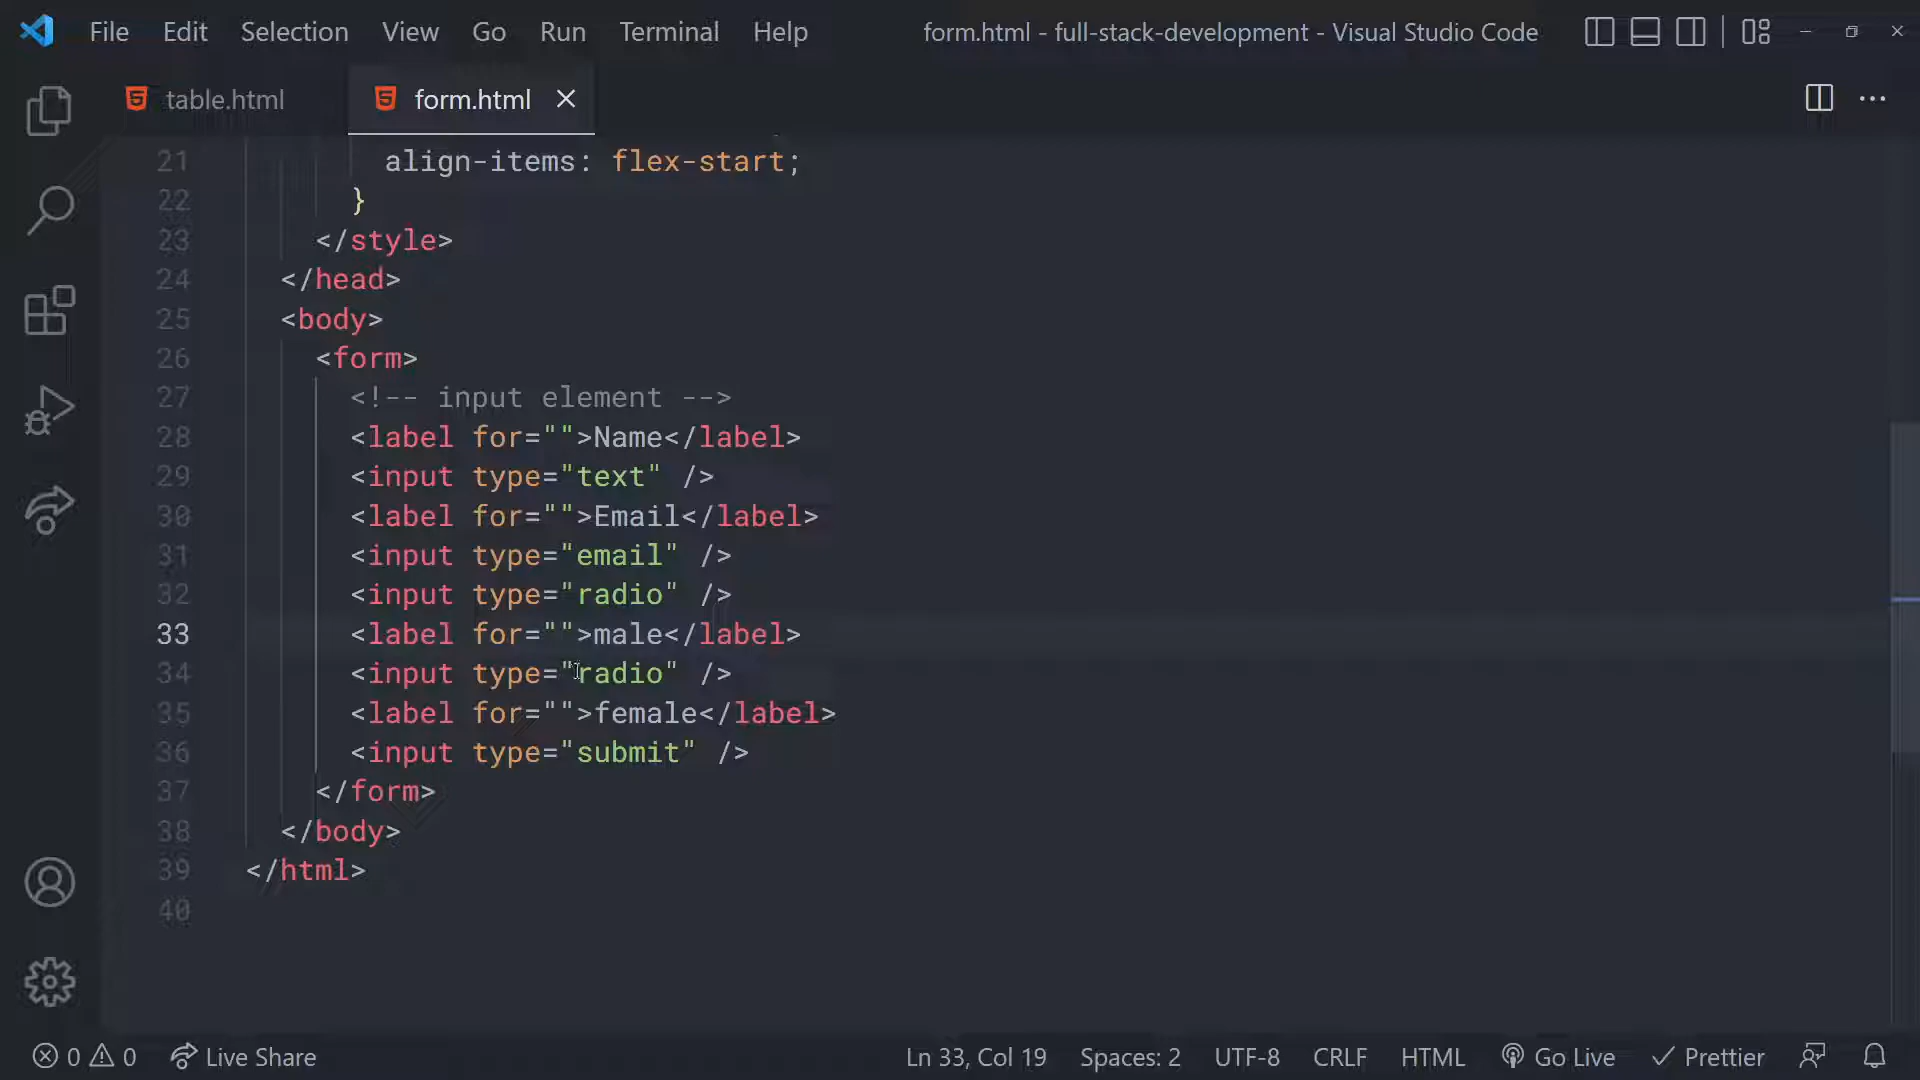 File Edit Selection View Go Run Terminal Help form.html - full-stack-development - Visual Studio Code
table.html form.html
21 align-items: flex-start;
22 }
23 </style>
24 </head>
25 <body>
26 <form>
27 <!-- input element -->
28 <label for="">Name</label>
29 <input type="text" />
30 <label for="">Email</label>
31 <input type="email" />
32 <input type="radio" />
33 <label for="">male</label>
34 <input type="radio" />
35 <label for="">female</label>
36 <input type="submit" />
37 </form>
38 </body>
39 </html>
40
0 0 Live Share Ln 33, Col 19 Spaces: 2 UTF-8 CRLF HTML Go Live Prettier